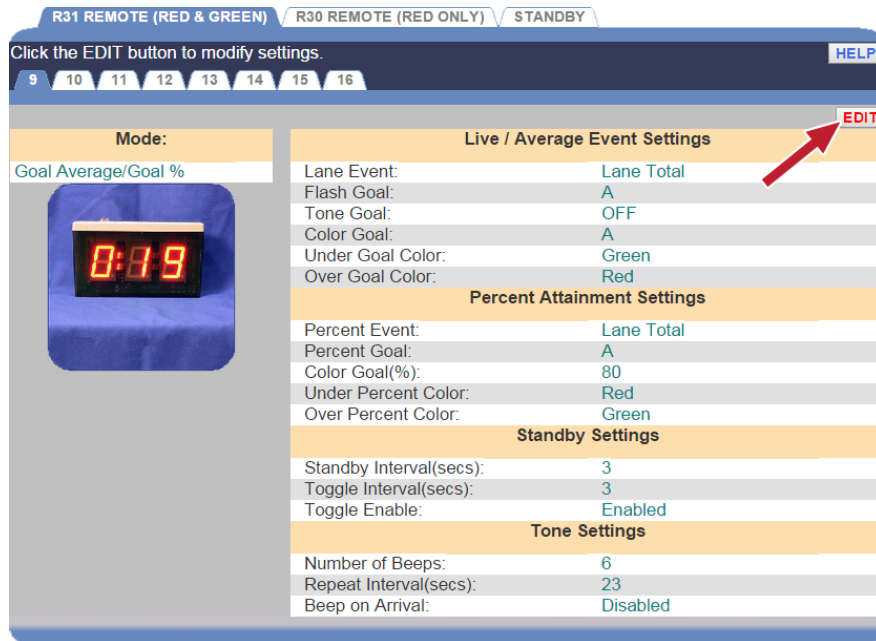 R31 REMOTE (RED & GREEN) R30 REMOTE (RED ONLY) STANDBY
Click the EDIT button to modify settings. HELP
9 10 11 12 13 14 15 16
EDIT
Mode: Live / Average Event Settings
Goal Average/Goal % Lane Event: Lane Total
Flash Goal: A
Tone Goal: OFF
Color Goal: A
Under Goal Color: Green
Over Goal Color: Red
0:19
Percent Attainment Settings
Percent Event: Lane Total
Percent Goal: A
Color Goal(%): 80
Under Percent Color: Red
Over Percent Color: Green
Standby Settings
Standby Interval(secs): 3
Toggle Interval(secs): 3
Toggle Enable: Enabled
Tone Settings
Number of Beeps: 6
Repeat Interval(secs): 23
Beep on Arrival: Disabled